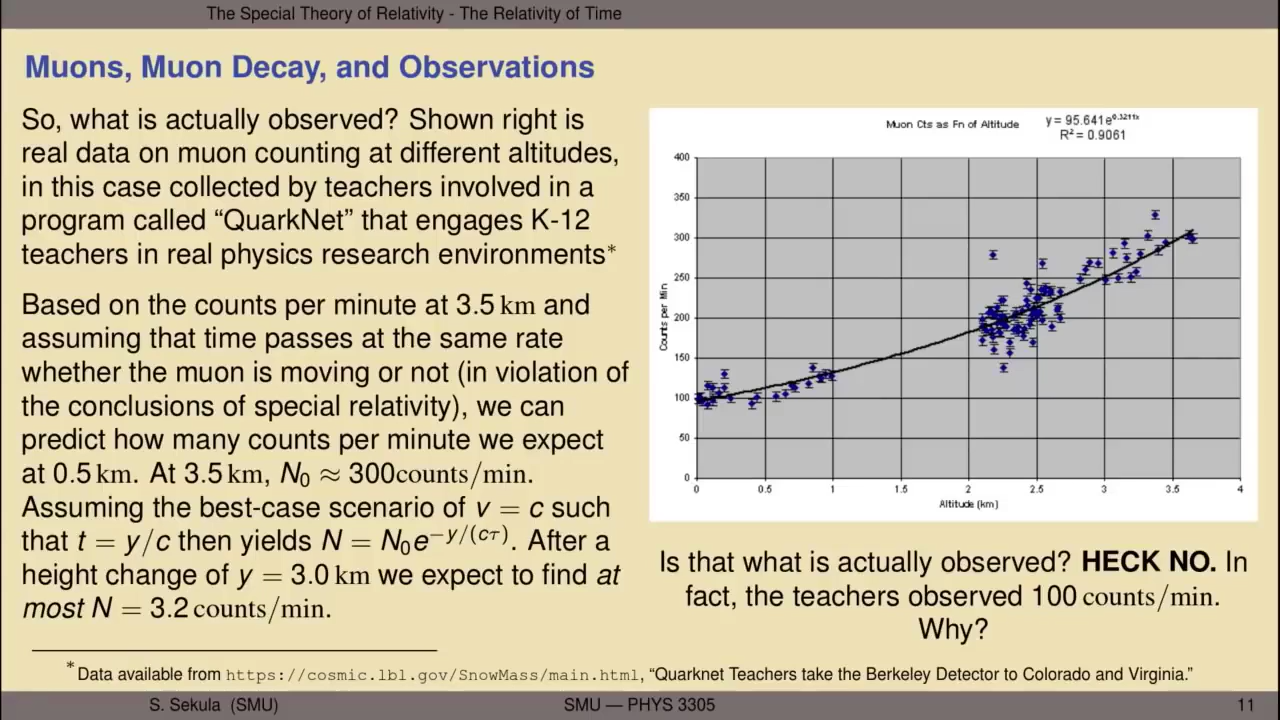 The Special Theory of Relativity - The Relativity of Time
Muons, Muon Decay, and Observations
So, what is actually observed? Shown right is
real data on muon counting at different altitudes,
in this case collected by teachers involved in a
program called “QuarkNet” that engages K-12
teachers in real physics research environments*
Based on the counts per minute at 3.5 km and
assuming that time passes at the same rate
whether the muon is moving or not (in violation of
the conclusions of special relativity), we can
predict how many counts per minute we expect
at 0.5 km. At 3.5 km, N₀ ≈ 300counts/min.
Assuming the best-case scenario of v = c such
that t = y/c then yields N = N₀e^{−y/(cτ)}. After a
height change of y = 3.0 km we expect to find at
most N = 3.2 counts/min.
Muon Cts as Fn of Altitude
y = 95.641e^{0.3211x}
R² = 0.9061
Counts per Min
400
350
300
250
200
150
100
50
0
0 0.5 1 1.5 2 2.5 3 3.5 4
Altitude (km)
Is that what is actually observed? HECK NO. In
fact, the teachers observed 100 counts/min.
Why?
*Data available from https://cosmic.lbl.gov/SnowMass/main.html, “Quarknet Teachers take the Berkeley Detector to Colorado and Virginia.”
S. Sekula (SMU) SMU — PHYS 3305 11